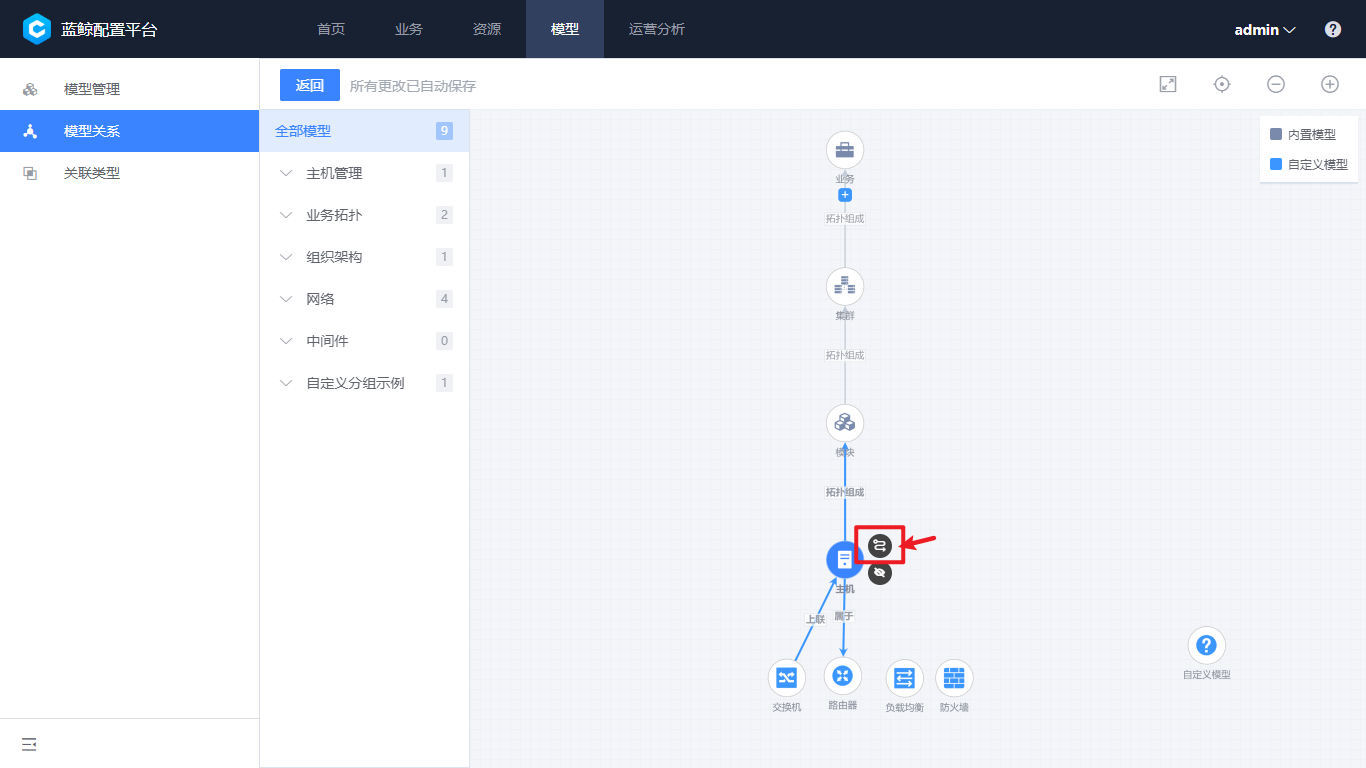 蓝鲸配置平台
首页
业务
资源
模型
运营分析
admin
模型管理
模型关系
关联类型
返回
所有更改已自动保存
全部模型 9
主机管理 1
业务拓扑 2
组织架构 1
网络 4
中间件 0
自定义分组示例 1
内置模型
自定义模型
业务
拓扑组成
集群
拓扑组成
模块
拓扑组成
主机
上联
属于
交换机
路由器
负载均衡
防火墙
自定义模型